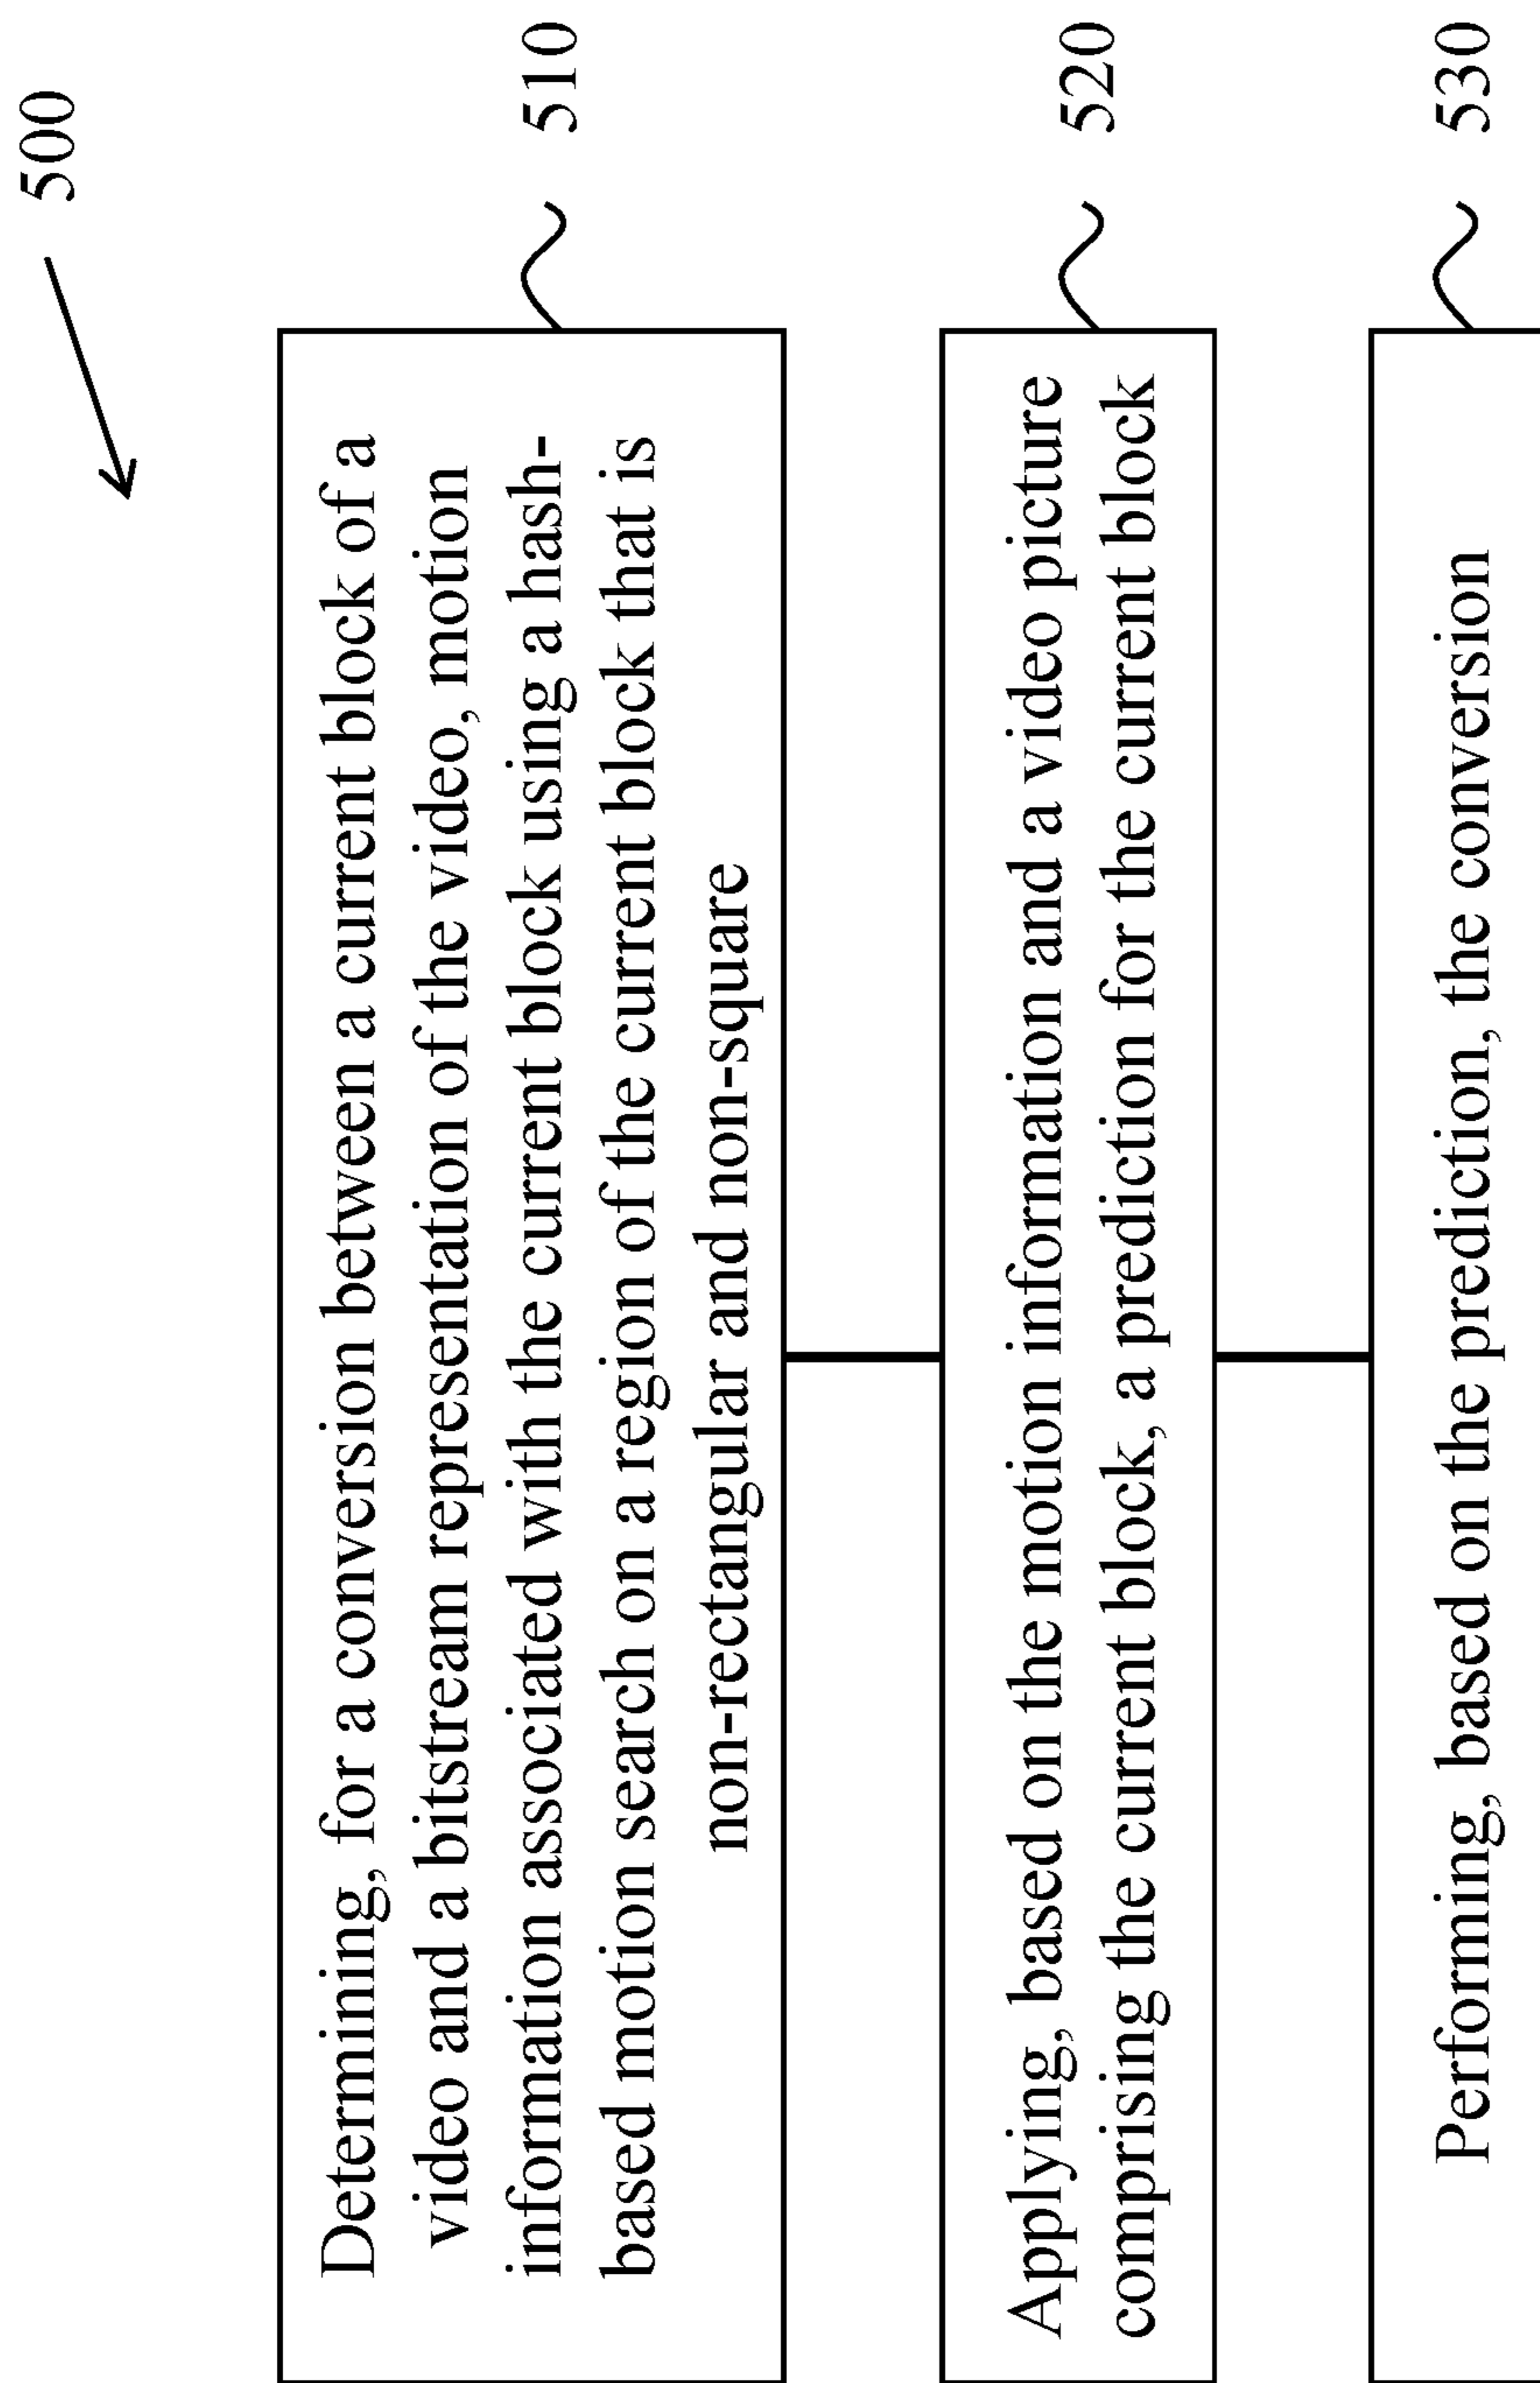 500
Determining, for a conversion between a current block of a
video and a bitstream representation of the video, motion
information associated with the current block using a hash-
based motion search on a region of the current block that is
non-rectangular and non-square
510
Applying, based on the motion information and a video picture
comprising the current block, a prediction for the current block
520
Performing, based on the prediction, the conversion
530